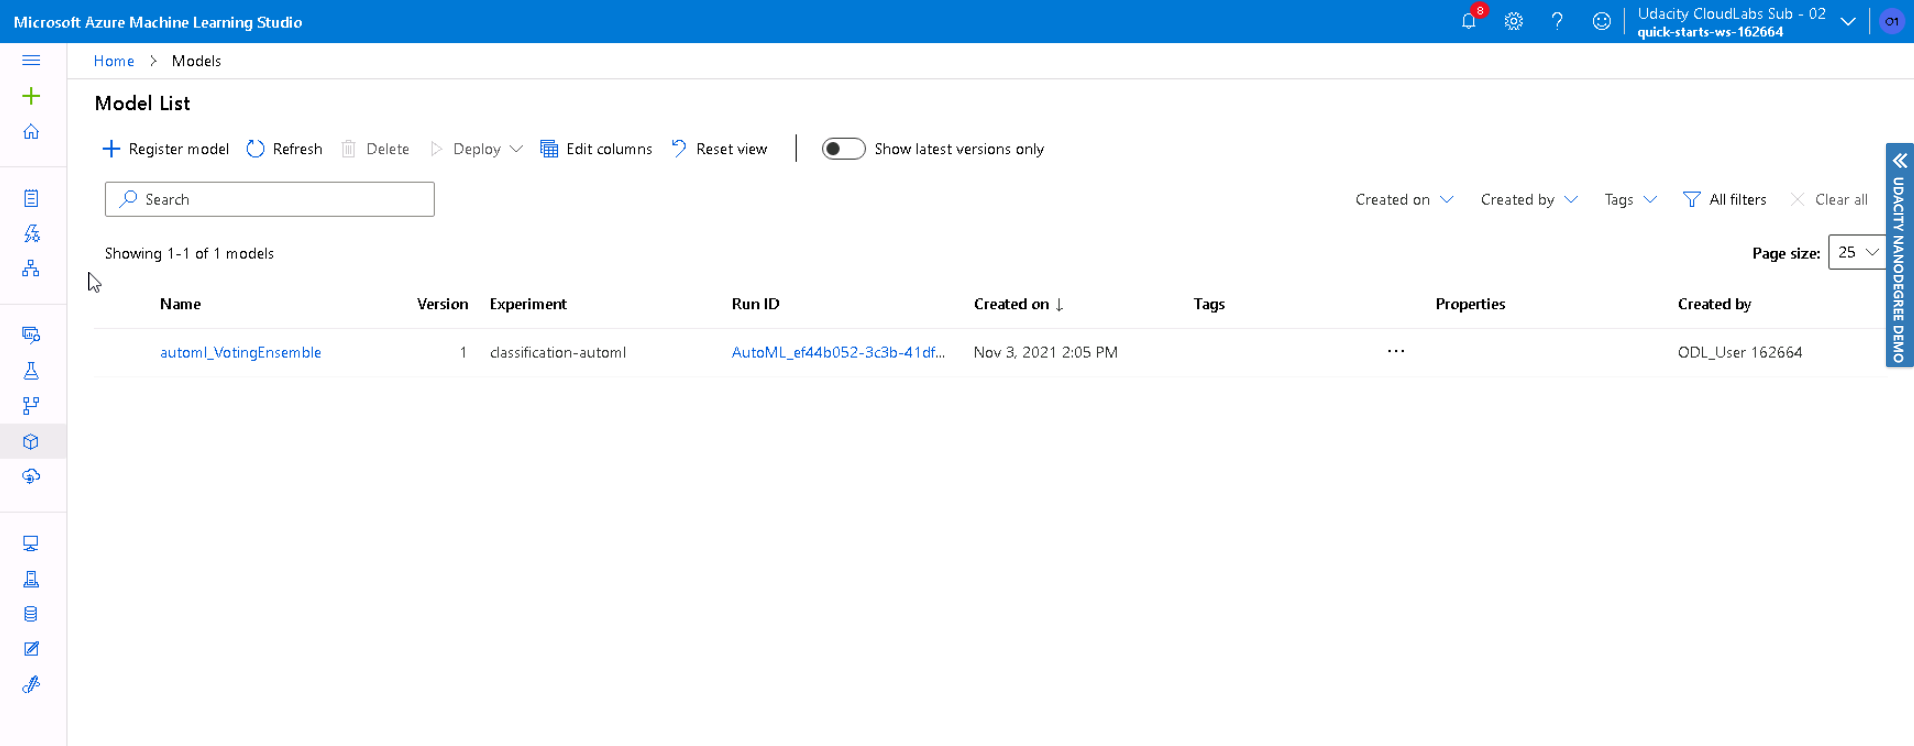 Microsoft Azure Machine Learning Studio
8
Udacity CloudLabs Sub - 02
quick-starts-ws-162664
O1
Home > Models
Model List
Register model Refresh Delete Deploy Edit columns Reset view Show latest versions only
Search
Created on Created by Tags All filters Clear all
Showing 1-1 of 1 models
Page size: 25
UDACITY NANODEGREE DEMO
Name Version Experiment Run ID Created on ↓ Tags Properties Created by
automl_VotingEnsemble 1 classification-automl AutoML_ef44b052-3c3b-41df... Nov 3, 2021 2:05 PM ... ODL_User 162664